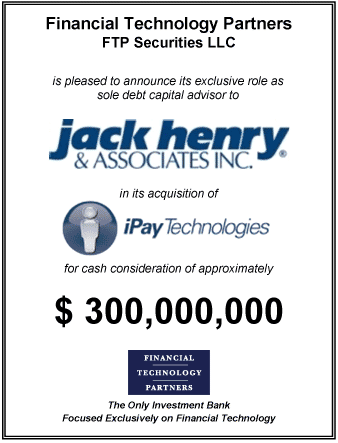 Financial Technology Partners
FTP Securities LLC
is pleased to announce its exclusive role as
sole debt capital advisor to
jack henry
& ASSOCIATES INC.®
in its acquisition of
iPay Technologies
for cash consideration of approximately
$ 300,000,000
FINANCIAL
TECHNOLOGY
PARTNERS
The Only Investment Bank
Focused Exclusively on Financial Technology